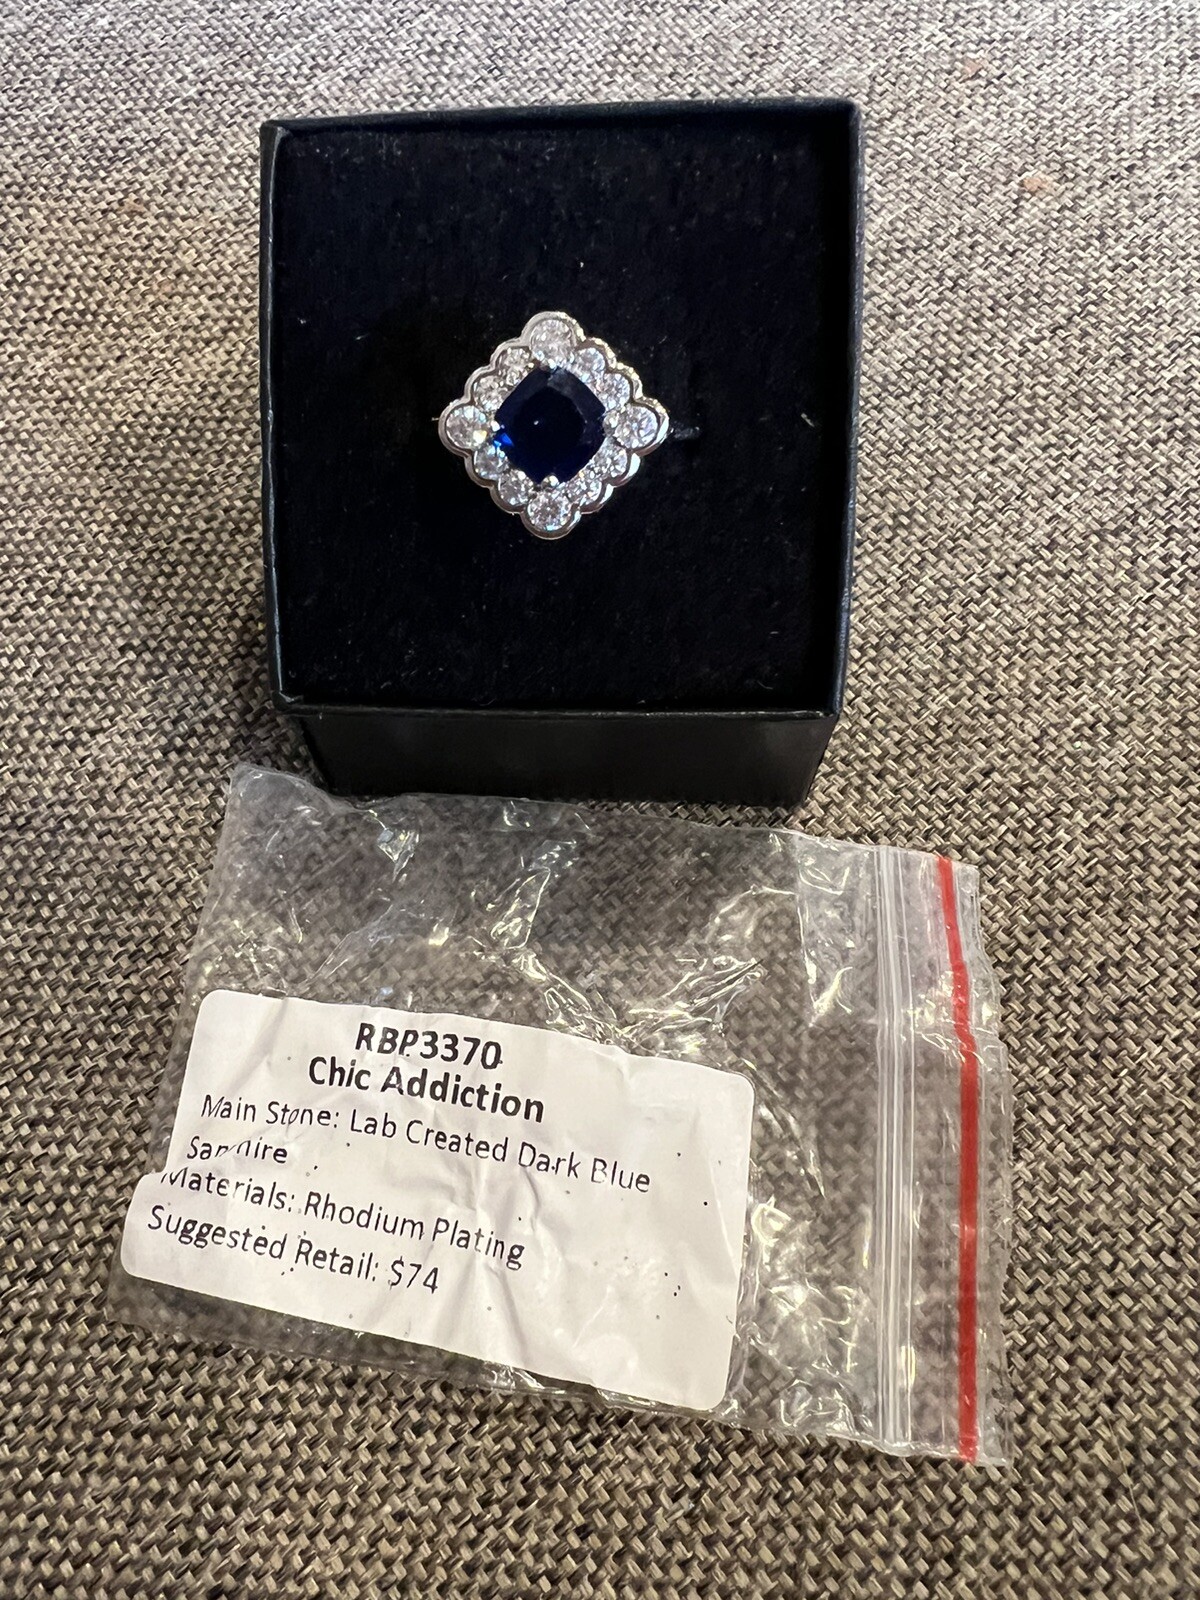 RBP3370
Chic Addiction
Main Stone: Lab Created Dark Blue
Materials: Rhodium Plating
Suggested Retail: $74